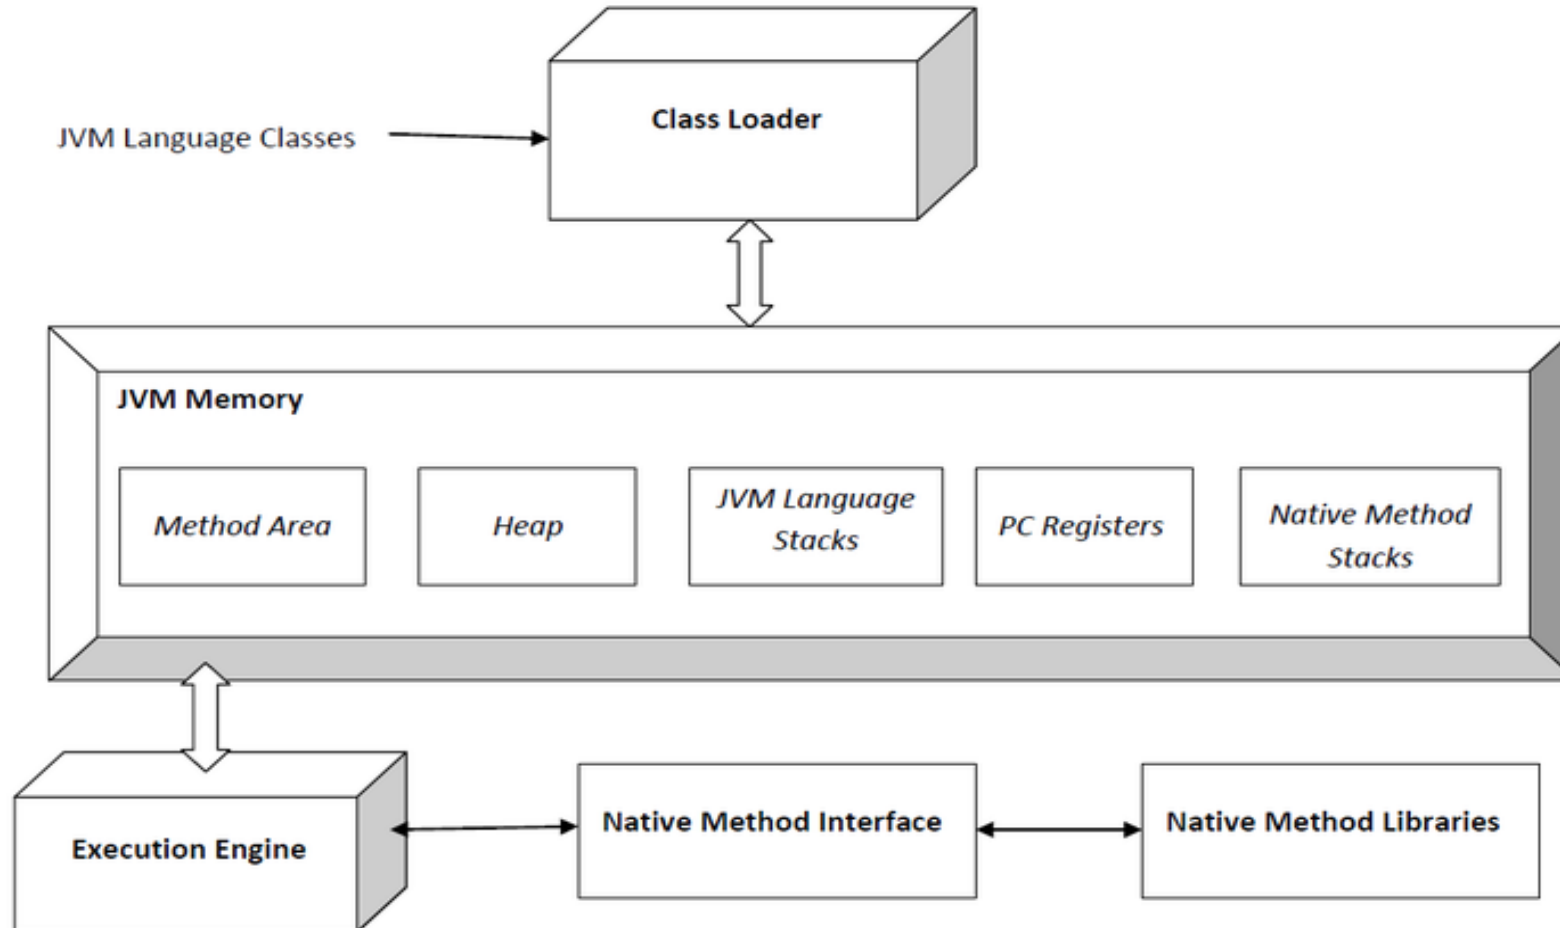 Class Loader
JVM Language Classes
JVM Memory
Method Area
Heap
JVM Language
Stacks
PC Registers
Native Method
Stacks
Execution Engine
Native Method Interface
Native Method Libraries